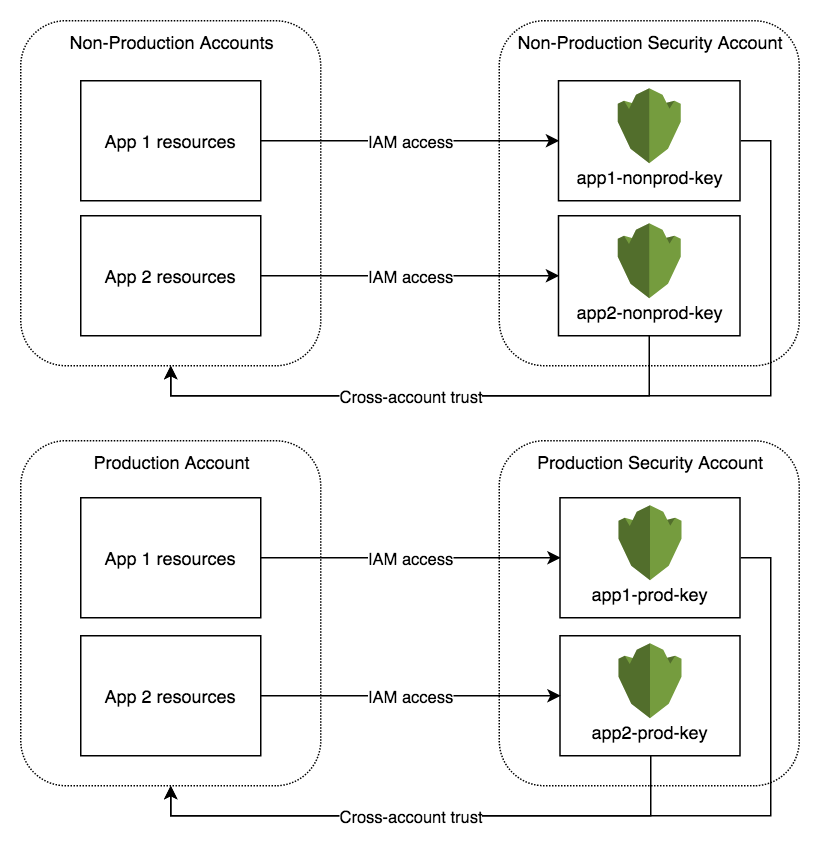 Non-Production Accounts
Non-Production Security Account
App 1 resources
IAM access
app1-nonprod-key
App 2 resources
IAM access
app2-nonprod-key
Cross-account trust
Production Account
Production Security Account
App 1 resources
IAM access
app1-prod-key
App 2 resources
IAM access
app2-prod-key
Cross-account trust